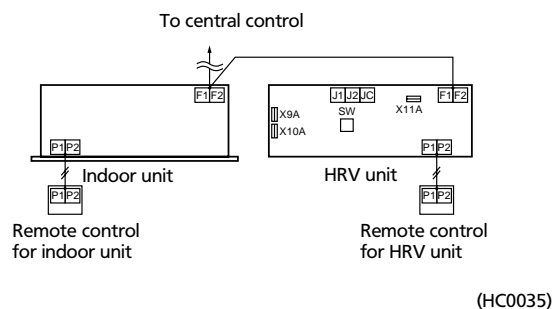 To central control
F1 F2
J1 J2 JC
F1 F2
X9A
SW
X11A
X10A
P1 P2
P1 P2
Indoor unit
HRV unit
P1 P2
P1 P2
Remote control
for indoor unit
Remote control
for HRV unit
(HC0035)